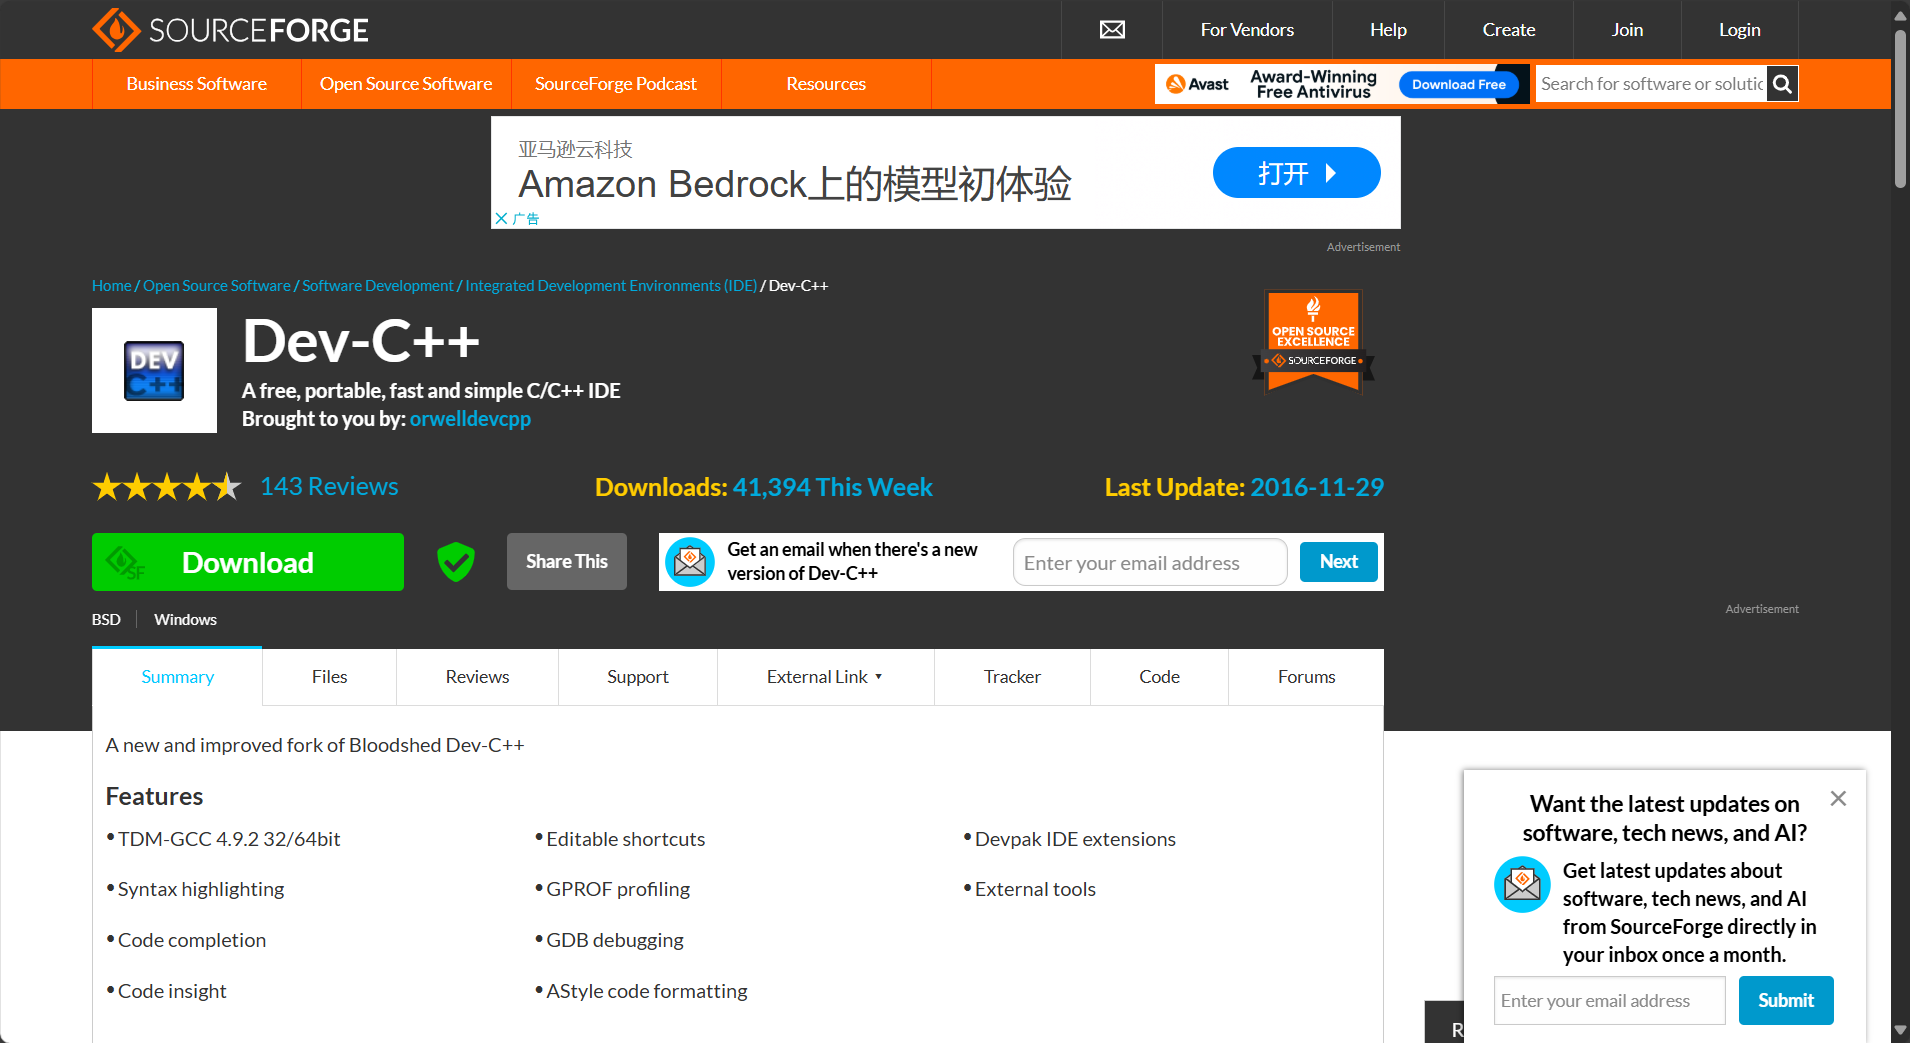 SOURCEFORGE
For Vendors
Help
Create
Join
Login
Business Software
Open Source Software
SourceForge Podcast
Resources
Avast
Award-Winning
Free Antivirus
Download Free
Search for software or solutic
亚马逊云科技
Amazon Bedrock上的模型初体验
打开
广告
Advertisement
Home / Open Source Software / Software Development / Integrated Development Environments (IDE) / Dev-C++
DEV
C++
Dev-C++
A free, portable, fast and simple C/C++ IDE
Brought to you by: orwelldevcpp
OPEN SOURCE
EXCELLENCE
SOURCEFORGE
143 Reviews
Downloads: 41,394 This Week
Last Update: 2016-11-29
SF
Download
Share This
Get an email when there's a new
version of Dev-C++
Enter your email address
Next
BSD
Windows
Advertisement
Summary
Files
Reviews
Support
External Link ▾
Tracker
Code
Forums
A new and improved fork of Bloodshed Dev-C++
Features
• TDM-GCC 4.9.2 32/64bit
• Syntax highlighting
• Code completion
• Code insight
• Editable shortcuts
• GPROF profiling
• GDB debugging
• AStyle code formatting
• Devpak IDE extensions
• External tools
Want the latest updates on
software, tech news, and AI?
Get latest updates about
software, tech news, and AI
from SourceForge directly in
your inbox once a month.
Enter your email address
Submit
R